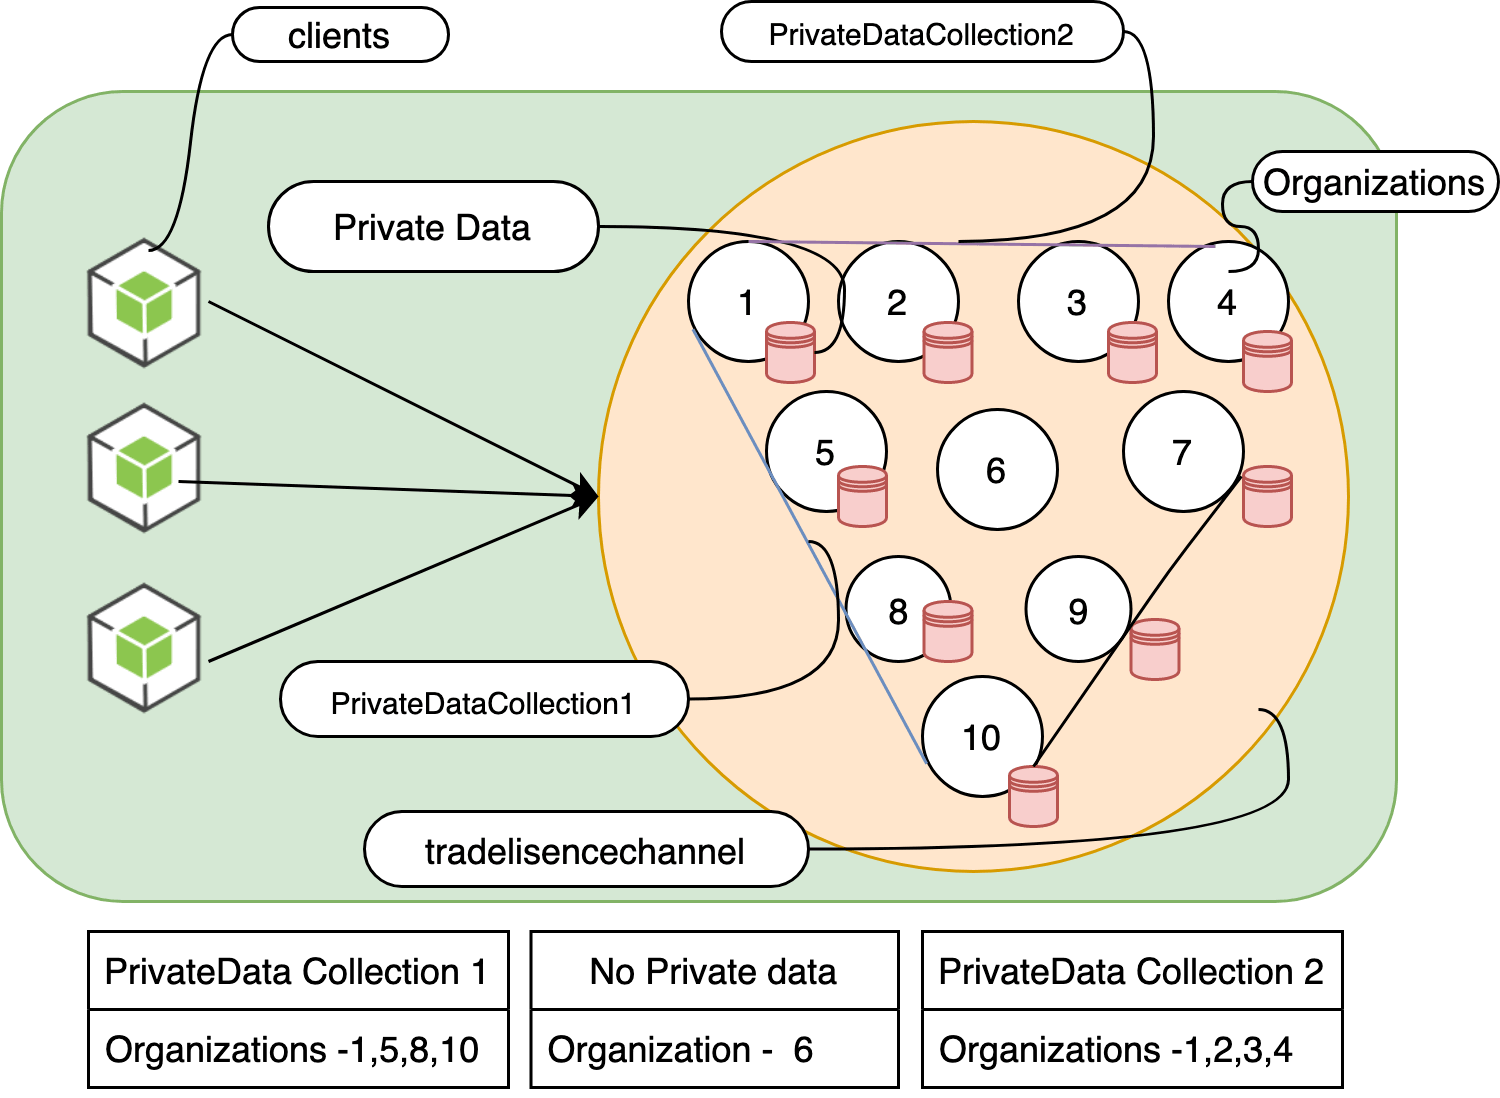 clients
PrivateDataCollection2
Organizations
Private Data
1
2
3
4
5
6
7
8
9
10
PrivateDataCollection1
tradelisencechannel
PrivateData Collection 1
Organizations -1,5,8,10
No Private data
Organization - 6
PrivateData Collection 2
Organizations -1,2,3,4